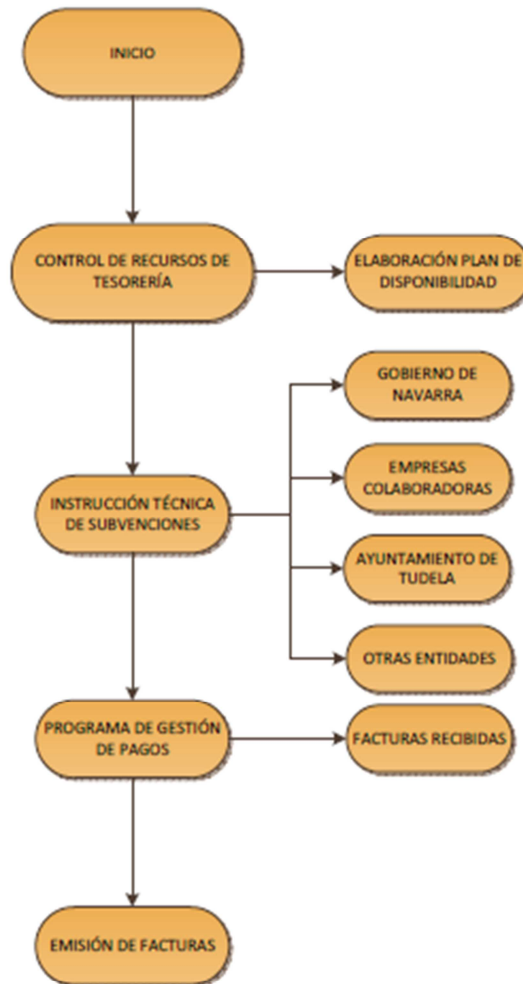 INICIO
CONTROL DE RECURSOS DE
TESORERÍA
ELABORACIÓN PLAN DE
DISPONIBILIDAD
GOBIERNO DE
NAVARRA
EMPRESAS
COLABORADORAS
INSTRUCCIÓN TÉCNICA
DE SUBVENCIONES
AYUNTAMIENTO DE
TUDELA
OTRAS ENTIDADES
PROGRAMA DE GESTIÓN
DE PAGOS
FACTURAS RECIBIDAS
EMISIÓN DE FACTURAS